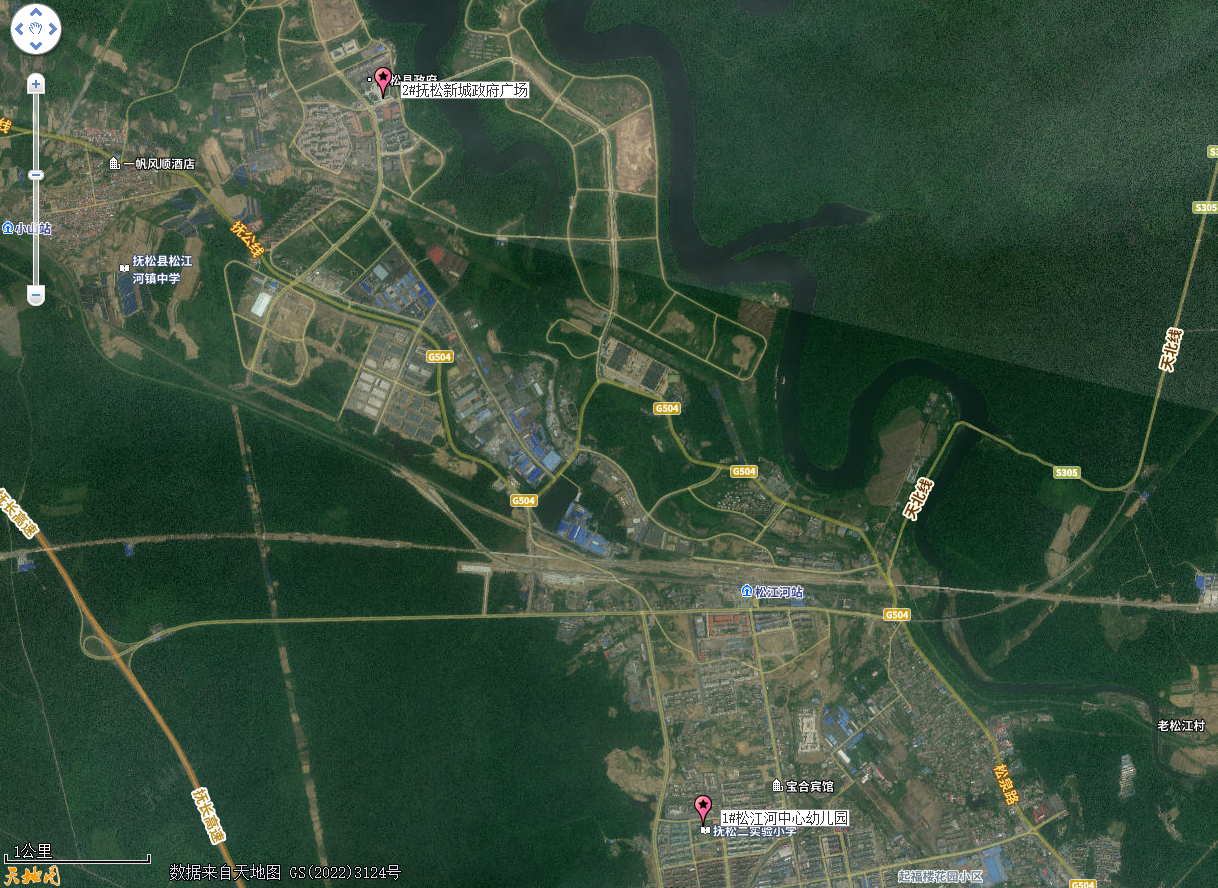 松县政府
2#抚松新城政府广场
线
一帆风顺酒店
S3
S305
小山站
抚公线
抚松县松江
河镇中学
天北线
G504
G504
G504
S305
G504
天北线
抚长高速
松江河站
G504
老松江村
松泉路
宝合宾馆
抚长高速
1#松江河中心幼儿园
抚松二实验小学
1公里
数据来自天地图 GS(2022)3124号
天地图
起福楼花园小区
G504